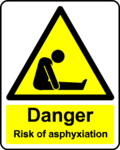 Danger
Risk of asphyxiation